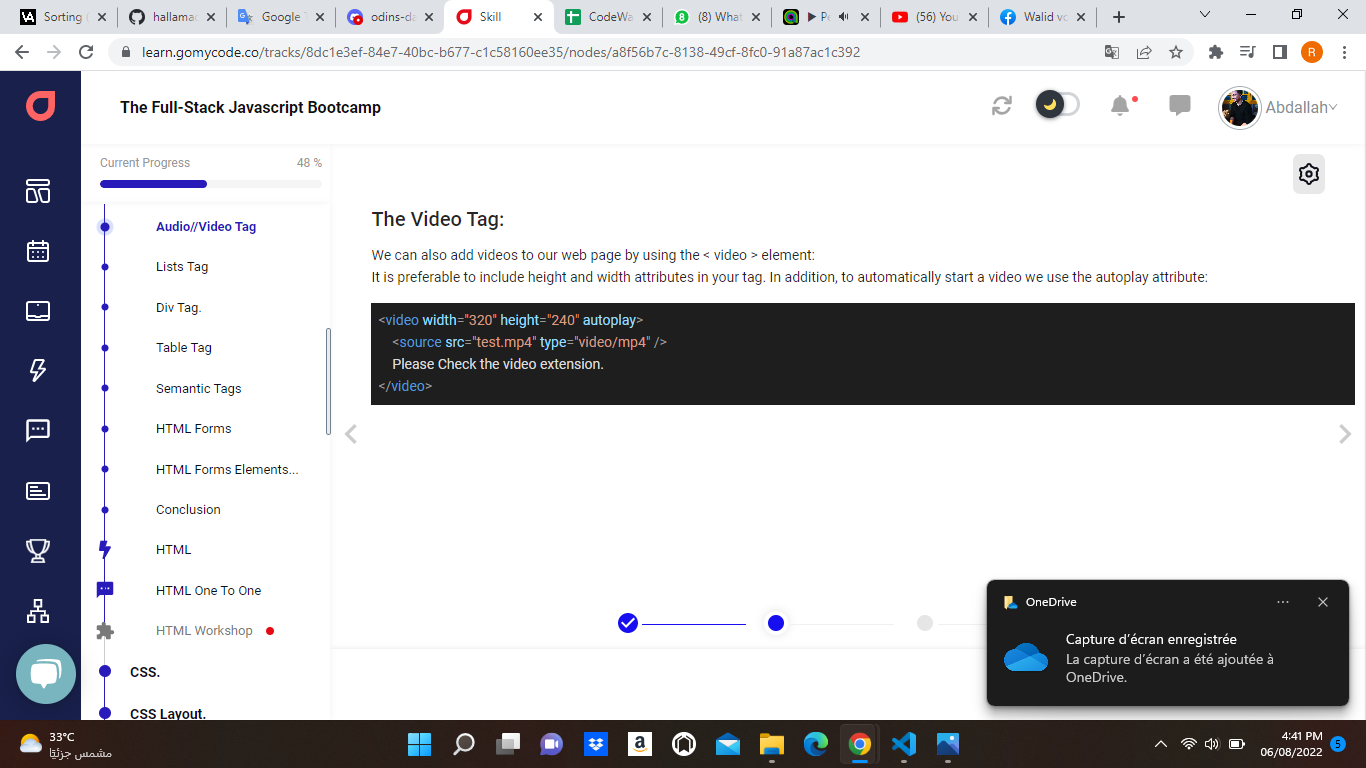 Sorting (
hallamac
Google T
odins-da
Skill
CodeWa
(8) What
Pe
(56) You
Walid vo
learn.gomycode.co/tracks/8dc1e3ef-84e7-40bc-b677-c1c58160ee35/nodes/a8f56b7c-8138-49cf-8fc0-91a87ac1c392
R
The Full-Stack Javascript Bootcamp
Abdallah
Current Progress
48 %
Audio//Video Tag
Lists Tag
Div Tag.
Table Tag
Semantic Tags
HTML Forms
HTML Forms Elements...
Conclusion
HTML
HTML One To One
HTML Workshop
CSS.
CSS Layout.
The Video Tag:
We can also add videos to our web page by using the < video > element:
It is preferable to include height and width attributes in your tag. In addition, to automatically start a video we use the autoplay attribute:
<video width="320" height="240" autoplay>
<source src="test.mp4" type="video/mp4" />
Please Check the video extension.
</video>
OneDrive
Capture d'écran enregistrée
La capture d'écran a été ajoutée à
OneDrive.
33°C
مشمس جزئيًا
4:41 PM
06/08/2022
5